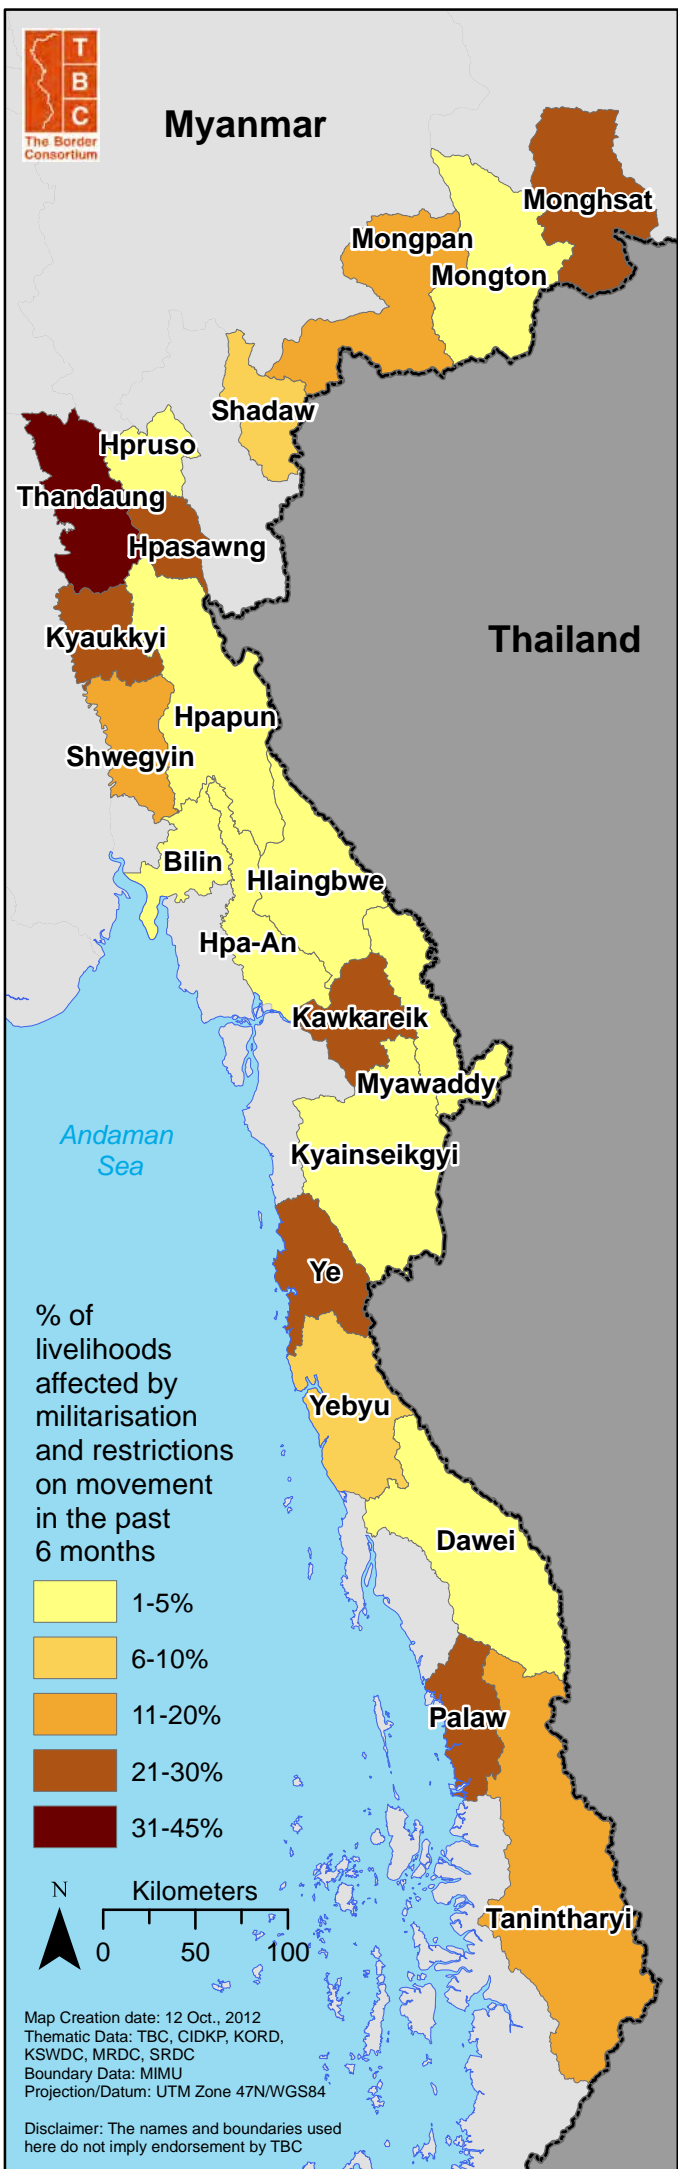 T
B
C
The Border
Consortium
Myanmar
Monghsat
Mongpan
Mongton
Shadaw
Hpruso
Thandaung
Hpasawng
Kyaukkyi
Thailand
Hpapun
Shwegyin
Bilin
Hlaingbwe
Hpa-An
Kawkareik
Myawaddy
Andaman
Sea
Kyainseikgyi
Ye
% of
livelihoods
affected by
militarisation
and restrictions
on movement
in the past
6 months
Yebyu
Dawei
1-5%
6-10%
11-20%
21-30%
31-45%
Palaw
Tanintharyi
N
Kilometers
0 50 100
Map Creation date: 12 Oct., 2012
Thematic Data: TBC, CIDKP, KORD,
KSWDC, MRDC, SRDC
Boundary Data: MIMU
Projection/Datum: UTM Zone 47N/WGS84
Disclaimer: The names and boundaries used
here do not imply endorsement by TBC